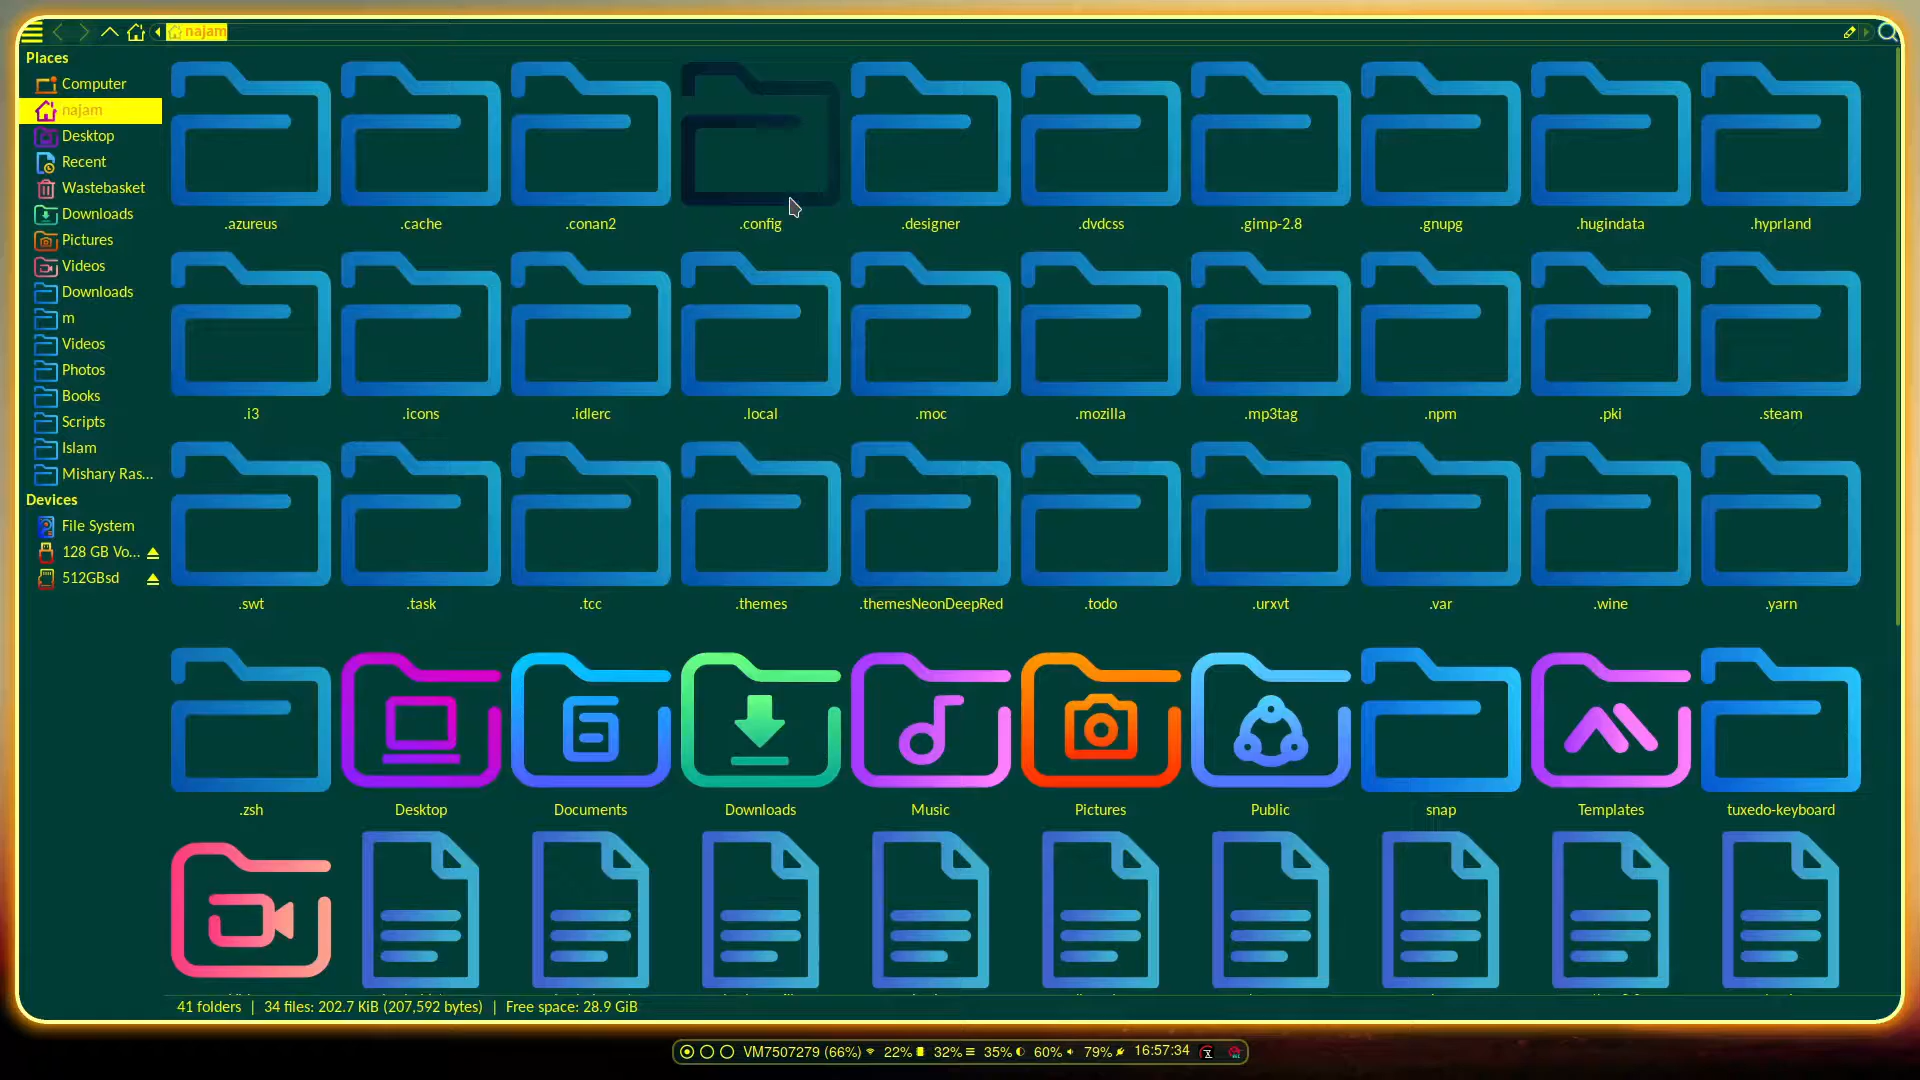 najam
Places
Computer
najam
Desktop
Recent
Wastebasket
Downloads
Pictures
Videos
Downloads
m
Videos
Photos
Books
Scripts
Islam
Mishary Ras...
Devices
File System
128 GB Vo...
512GBsd
.azureus .cache .conan2 .config .designer .dvdcss .gimp-2.8 .gnupg .hugindata .hyprland
.i3 .icons .idlerc .local .moc .mozilla .mp3tag .npm .pki .steam
.swt .task .tcc .themes .themesNeonDeepRed .todo .urxvt .var .wine .yarn
.zsh Desktop Documents Downloads Music Pictures Public snap Templates tuxedo-keyboard
41 folders | 34 files: 202.7 KiB (207,592 bytes) | Free space: 28.9 GiB
VM7507279 (66%) 22% 32% 35% 60% 79% 16:57:34